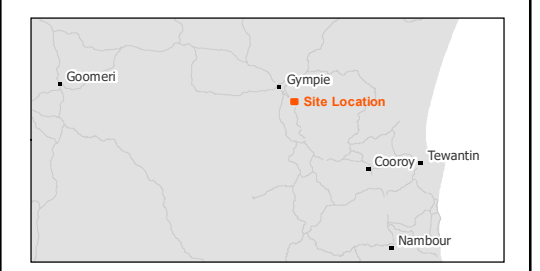 Goomeri
Gympie
Site Location
Cooroy
Tewantin
Nambour